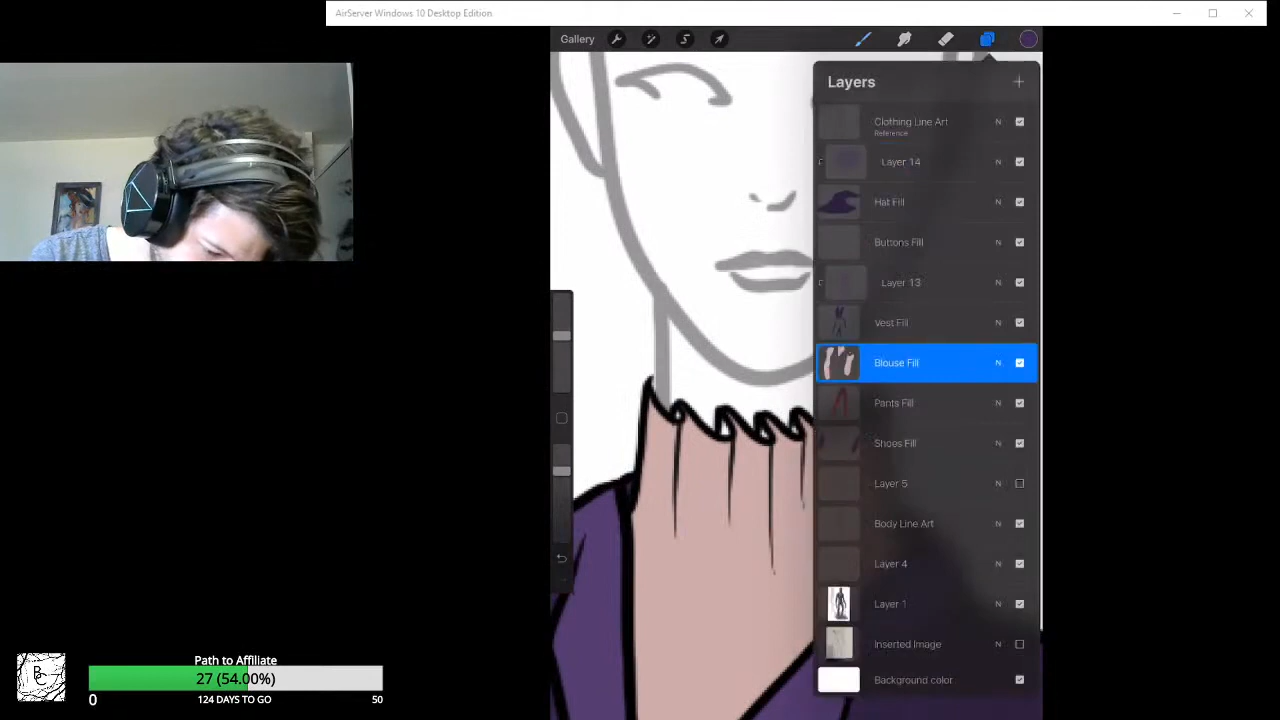 AirServer Windows 10 Desktop Edition
Gallery
Layers
Clothing Line Art N
Reference
Layer 14 N
Hat Fill N
Buttons Fill N
Layer 13 N
Vest Fill N
Blouse Fill N
Pants Fill N
Shoes Fill N
Layer 5 N
Body Line Art N
Layer 4 N
Layer 1 N
Inserted Image N
Background color
Path to Affiliate
27 (54.00%)
0 124 DAYS TO GO 50